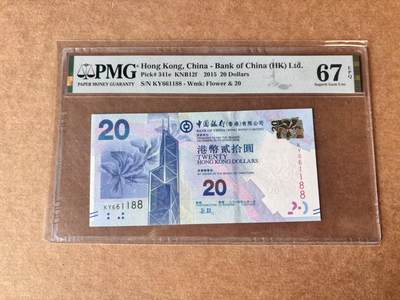 PMG
PAPER MONEY GUARANTY
Hong Kong, China - Bank of China (HK) Ltd.
Pick# 341e KNB12f 2015 20 Dollars
S/N KY661188 - Wmk: Flower & 20
67 EPQ
Superb Gem Unc
20
中國銀行(香港)有限公司
BANK OF CHINA (HONG KONG) LIMITED
港幣貳拾圓
TWENTY
HONG KONG DOLLARS
20
KY661188
KY661188